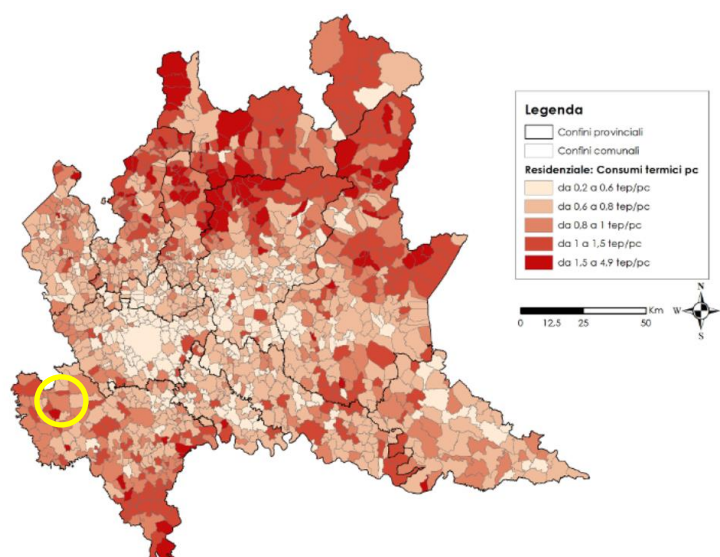 Legenda
Confini provinciali
Confini comunali
Residenziale: Consumi termici pc
da 0,2 a 0,6 tep/pc
da 0,6 a 0,8 tep/pc
da 0,8 a 1 tep/pc
da 1 a 1,5 tep/pc
da 1,5 a 4,9 tep/pc
N
W
E
S
Km
0 12,5 25 50